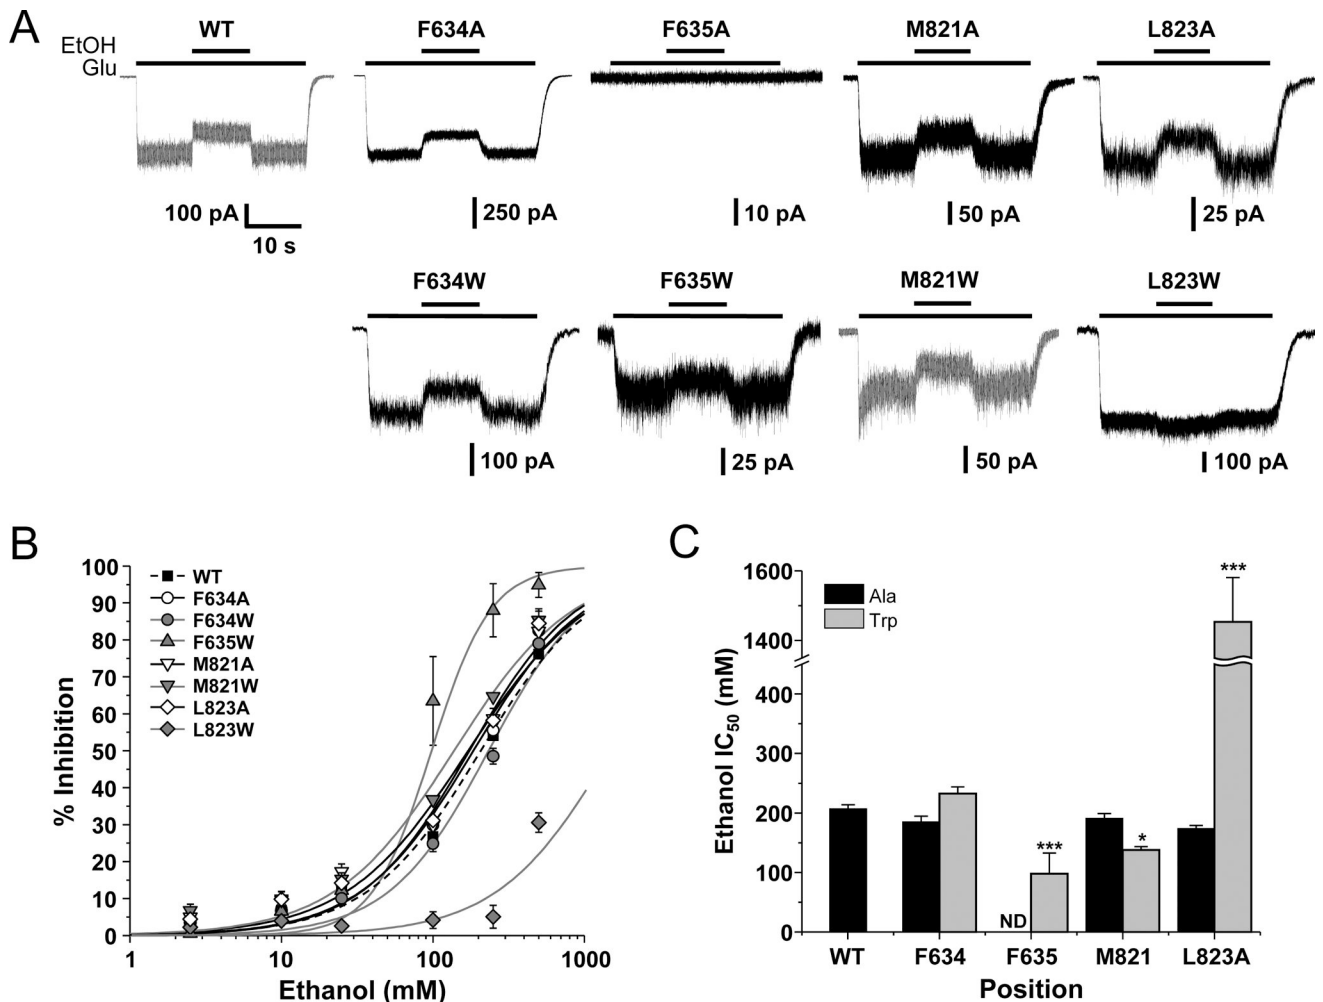 A
WT
F634A
F635A
M821A
L823A
EtOH
Glu
100 pA
10 s
250 pA
10 pA
50 pA
25 pA
F634W
F635W
M821W
L823W
100 pA
25 pA
50 pA
100 pA
B
% Inhibition
100
90
80
70
60
50
40
30
20
10
0
WT
F634A
F634W
F635W
M821A
M821W
L823A
L823W
1
10
100
1000
Ethanol (mM)
C
Ethanol IC50 (mM)
1600
1400
400
300
200
100
0
Ala
Trp
***
ND
***
*
WT
F634
F635
M821
L823A
Position